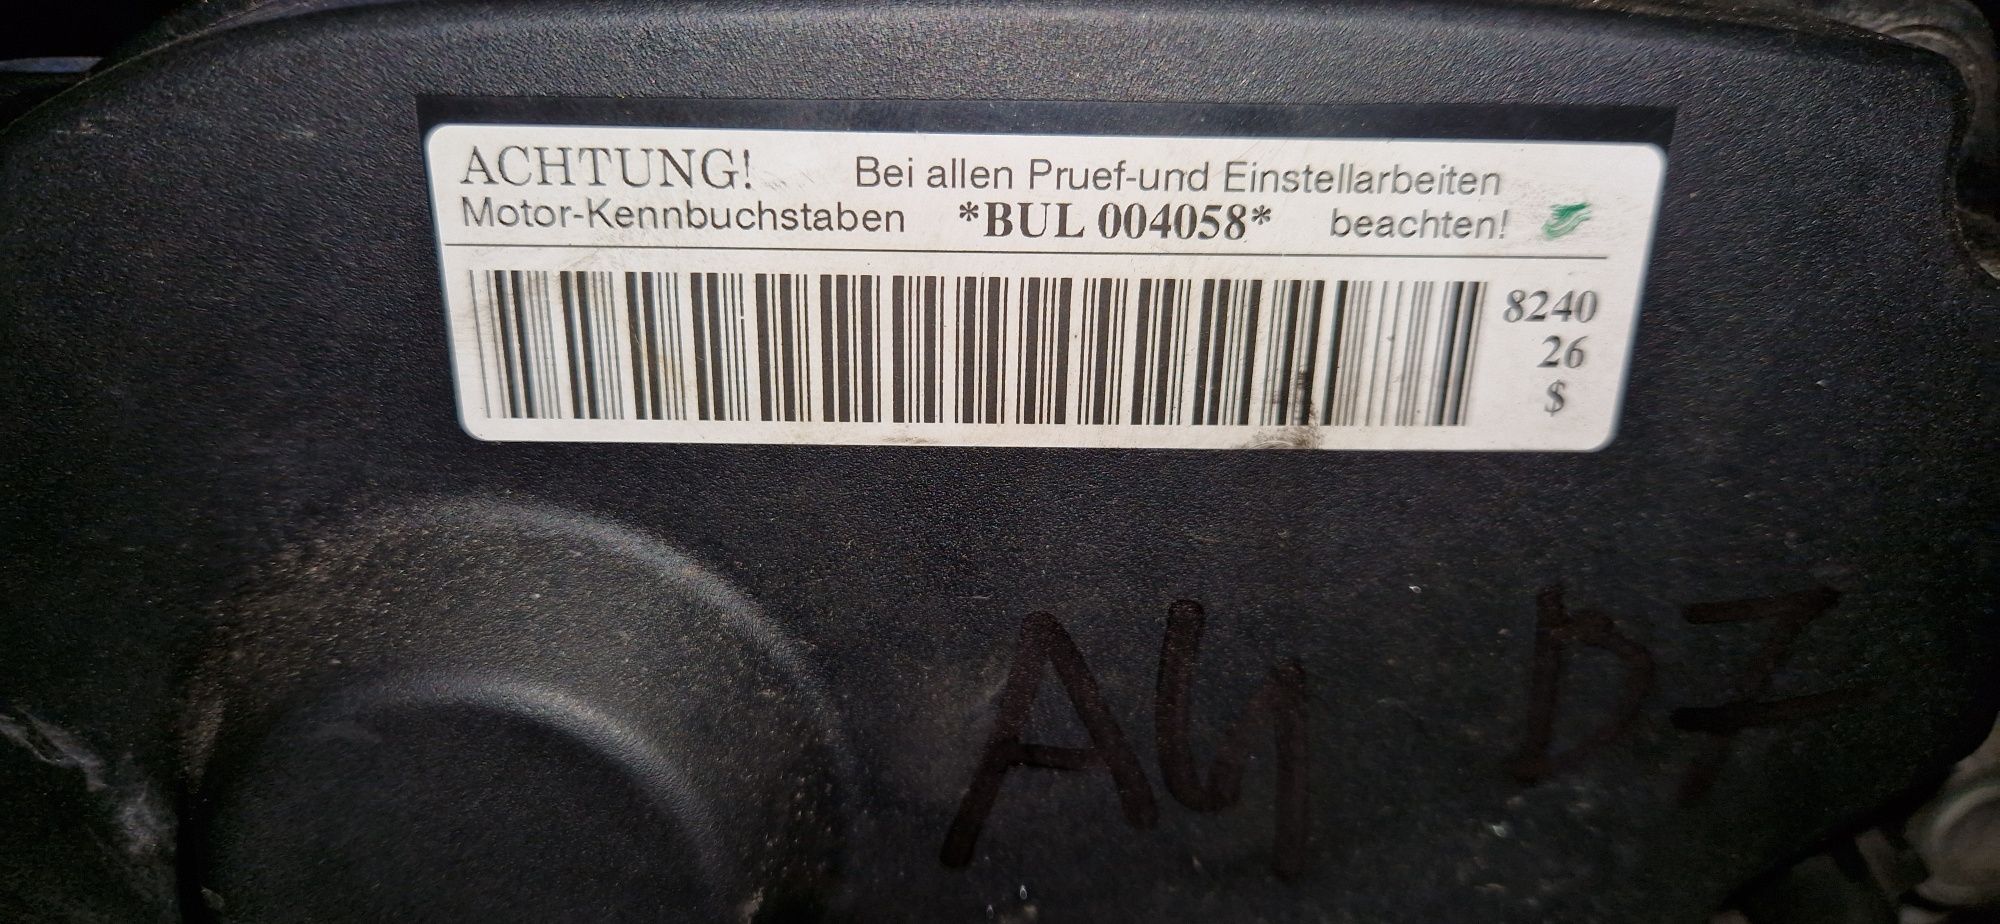 ACHTUNG! Bei allen Pruef-und Einstellarbeiten
Motor-Kennbuchstaben *BUL 004058* beachten!
8240
26
$
A4 B7